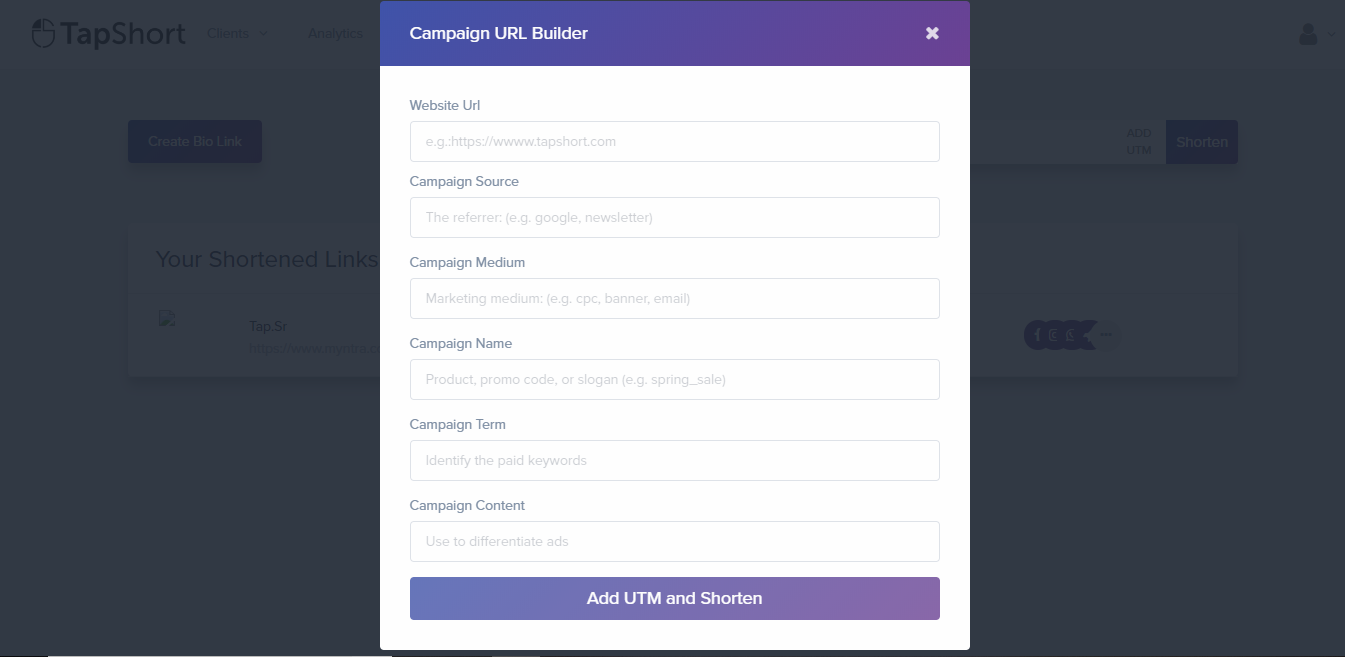 TapShort
Clients
Analytics
Campaign URL Builder
Website Url
e.g.:https://wwww.tapshort.com
Create Bio Link
ADD
UTM
Shorten
Campaign Source
The referrer: (e.g. google, newsletter)
Your Shortened Links
Campaign Medium
Marketing medium: (e.g. cpc, banner, email)
Tap.Sr
https://www.myntra.c
Campaign Name
Product, promo code, or slogan (e.g. spring_sale)
Campaign Term
Identify the paid keywords
Campaign Content
Use to differentiate ads
Add UTM and Shorten